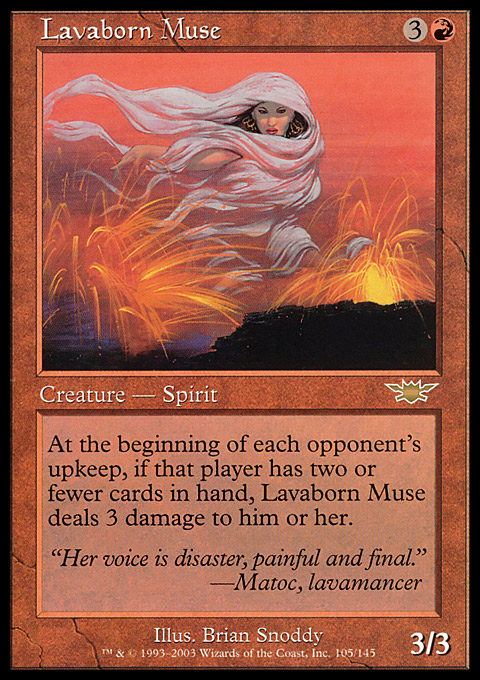 Lavaborn Muse 3
Creature — Spirit
At the beginning of each opponent's
upkeep, if that player has two or
fewer cards in hand, Lavaborn Muse
deals 3 damage to him or her.
“Her voice is disaster, painful and final.”
—Matoc, lavamancer
Illus. Brian Snoddy
™ & © 1993–2003 Wizards of the Coast, Inc. 105/145
3/3